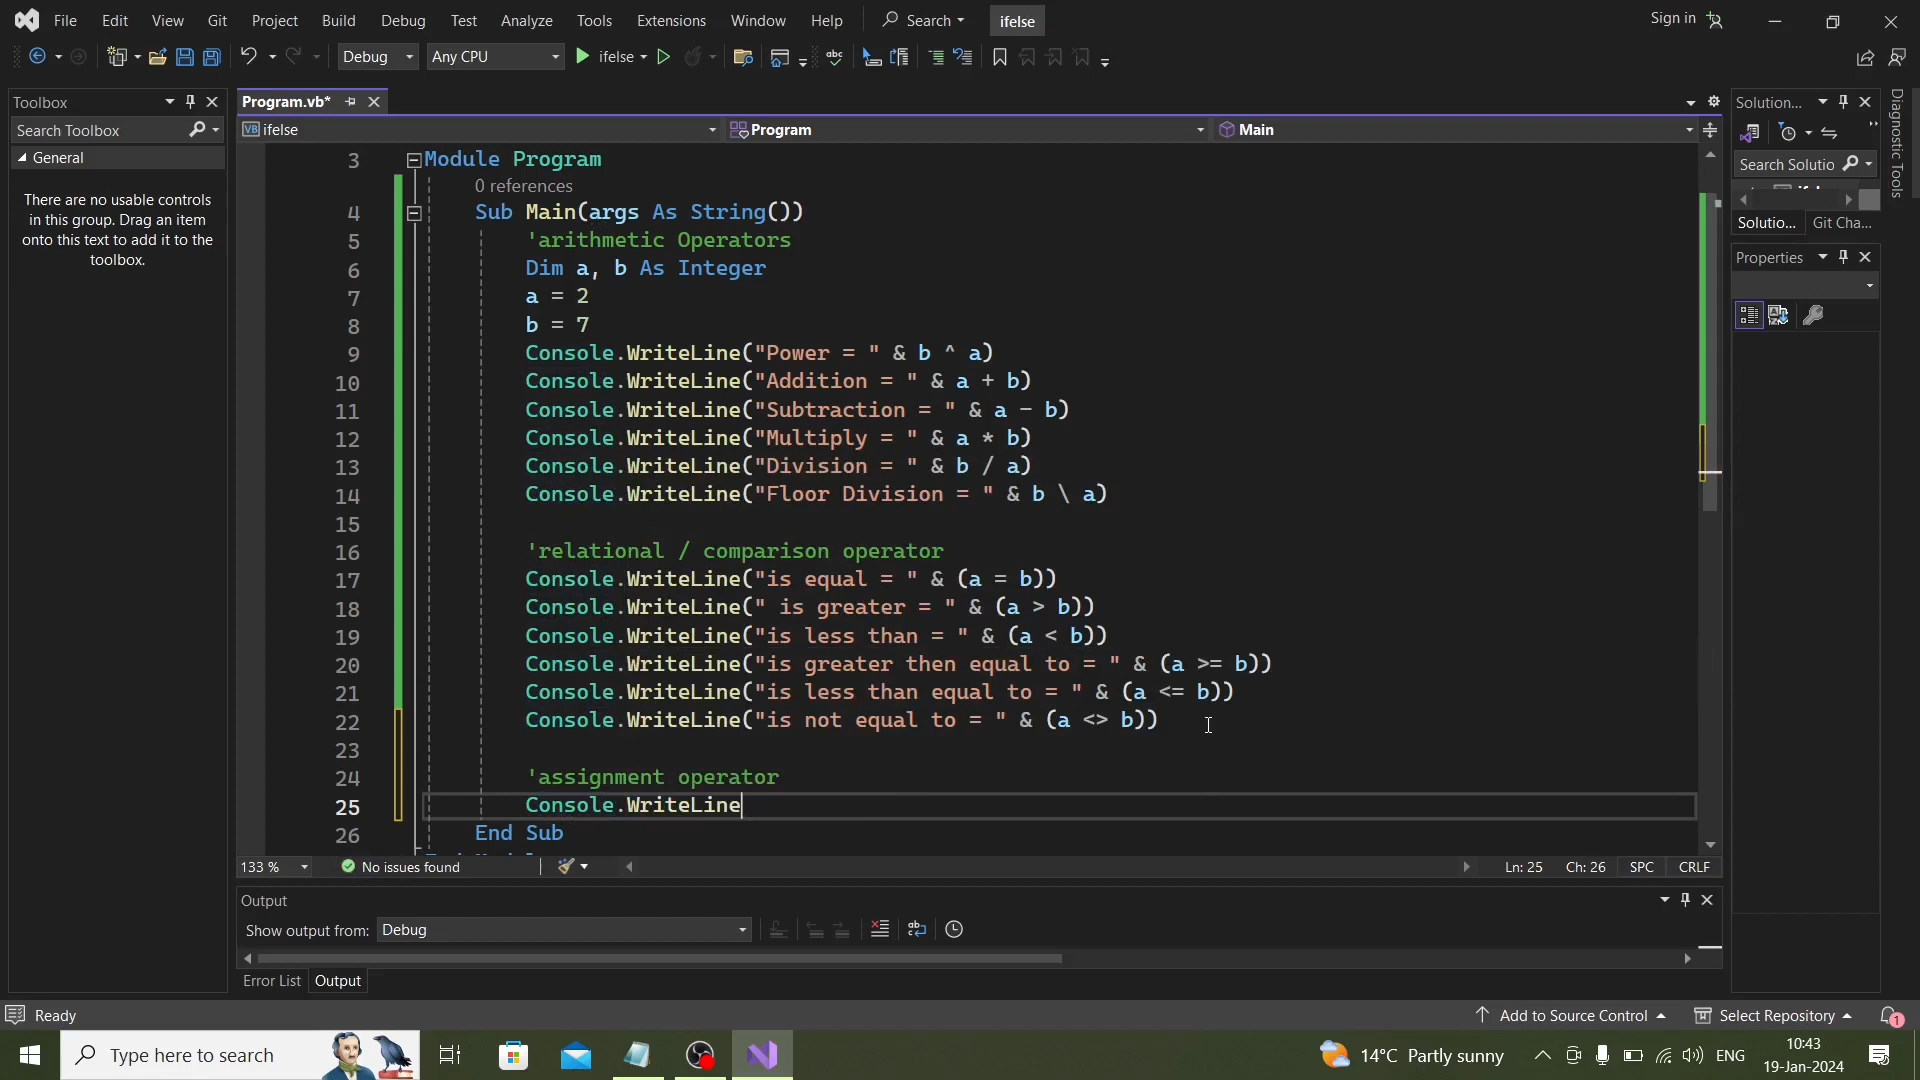 File Edit View Git Project Build Debug Test Analyze Tools Extensions Window Help Search ifelse Sign in
Debug Any CPU ifelse
Toolbox
Search Toolbox
General
There are no usable controls
in this group. Drag an item
onto this text to add it to the
toolbox.
Program.vb*
VB ifelse Program Main
3 Module Program
0 references
4 Sub Main(args As String())
5 'arithmetic Operators
6 Dim a, b As Integer
7 a = 2
8 b = 7
9 Console.WriteLine("Power = " & b ^ a)
10 Console.WriteLine("Addition = " & a + b)
11 Console.WriteLine("Subtraction = " & a - b)
12 Console.WriteLine("Multiply = " & a * b)
13 Console.WriteLine("Division = " & b / a)
14 Console.WriteLine("Floor Division = " & b \ a)
15
16 'relational / comparison operator
17 Console.WriteLine("is equal = " & (a = b))
18 Console.WriteLine(" is greater = " & (a > b))
19 Console.WriteLine("is less than = " & (a < b))
20 Console.WriteLine("is greater then equal to = " & (a >= b))
21 Console.WriteLine("is less than equal to = " & (a <= b))
22 Console.WriteLine("is not equal to = " & (a <> b))
23
24 'assignment operator
25 Console.WriteLine
26 End Sub
133 % No issues found Ln: 25 Ch: 26 SPC CRLF
Output
Show output from: Debug
Error List Output
Solution...
Search Solutio
Solutio... Git Cha...
Properties
Diagnostic Tools
Ready Add to Source Control Select Repository 1
Type here to search 14°C Partly sunny ENG 10:43
19-Jan-2024